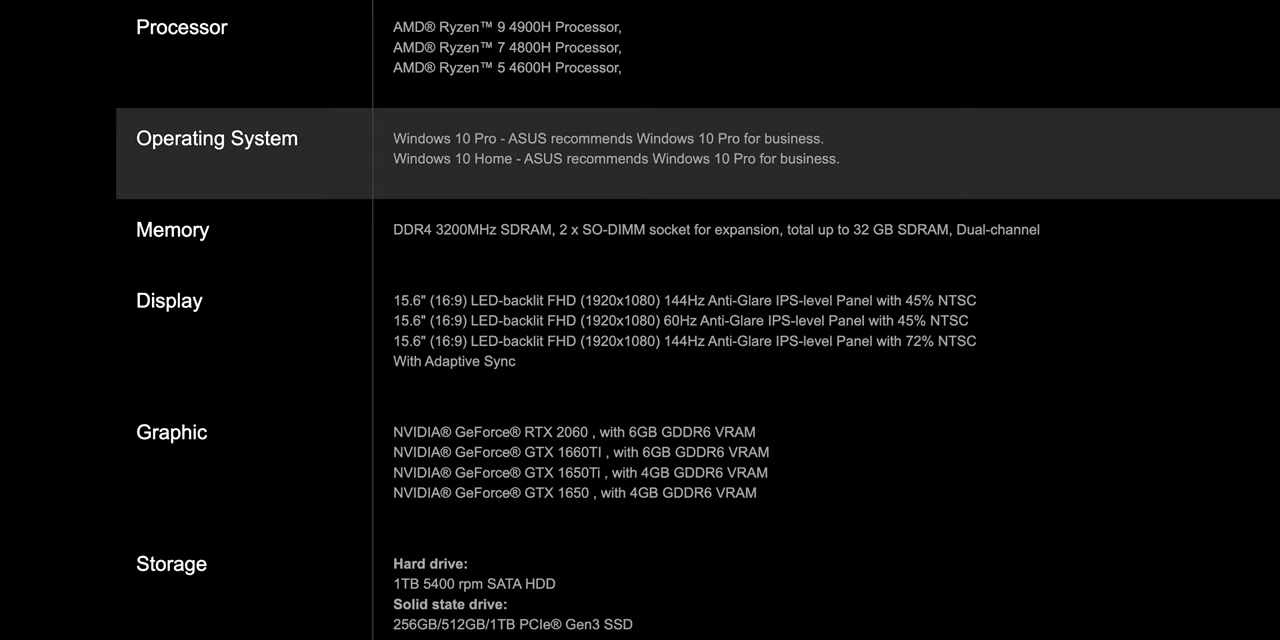 Processor
AMD® Ryzen™ 9 4900H Processor,
AMD® Ryzen™ 7 4800H Processor,
AMD® Ryzen™ 5 4600H Processor,
Operating System
Windows 10 Pro - ASUS recommends Windows 10 Pro for business.
Windows 10 Home - ASUS recommends Windows 10 Pro for business.
Memory
DDR4 3200MHz SDRAM, 2 x SO-DIMM socket for expansion, total up to 32 GB SDRAM, Dual-channel
Display
15.6" (16:9) LED-backlit FHD (1920x1080) 144Hz Anti-Glare IPS-level Panel with 45% NTSC
15.6" (16:9) LED-backlit FHD (1920x1080) 60Hz Anti-Glare IPS-level Panel with 45% NTSC
15.6" (16:9) LED-backlit FHD (1920x1080) 144Hz Anti-Glare IPS-level Panel with 72% NTSC
With Adaptive Sync
Graphic
NVIDIA® GeForce® RTX 2060 , with 6GB GDDR6 VRAM
NVIDIA® GeForce® GTX 1660TI , with 6GB GDDR6 VRAM
NVIDIA® GeForce® GTX 1650Ti , with 4GB GDDR6 VRAM
NVIDIA® GeForce® GTX 1650 , with 4GB GDDR6 VRAM
Storage
Hard drive:
1TB 5400 rpm SATA HDD
Solid state drive:
256GB/512GB/1TB PCIe® Gen3 SSD